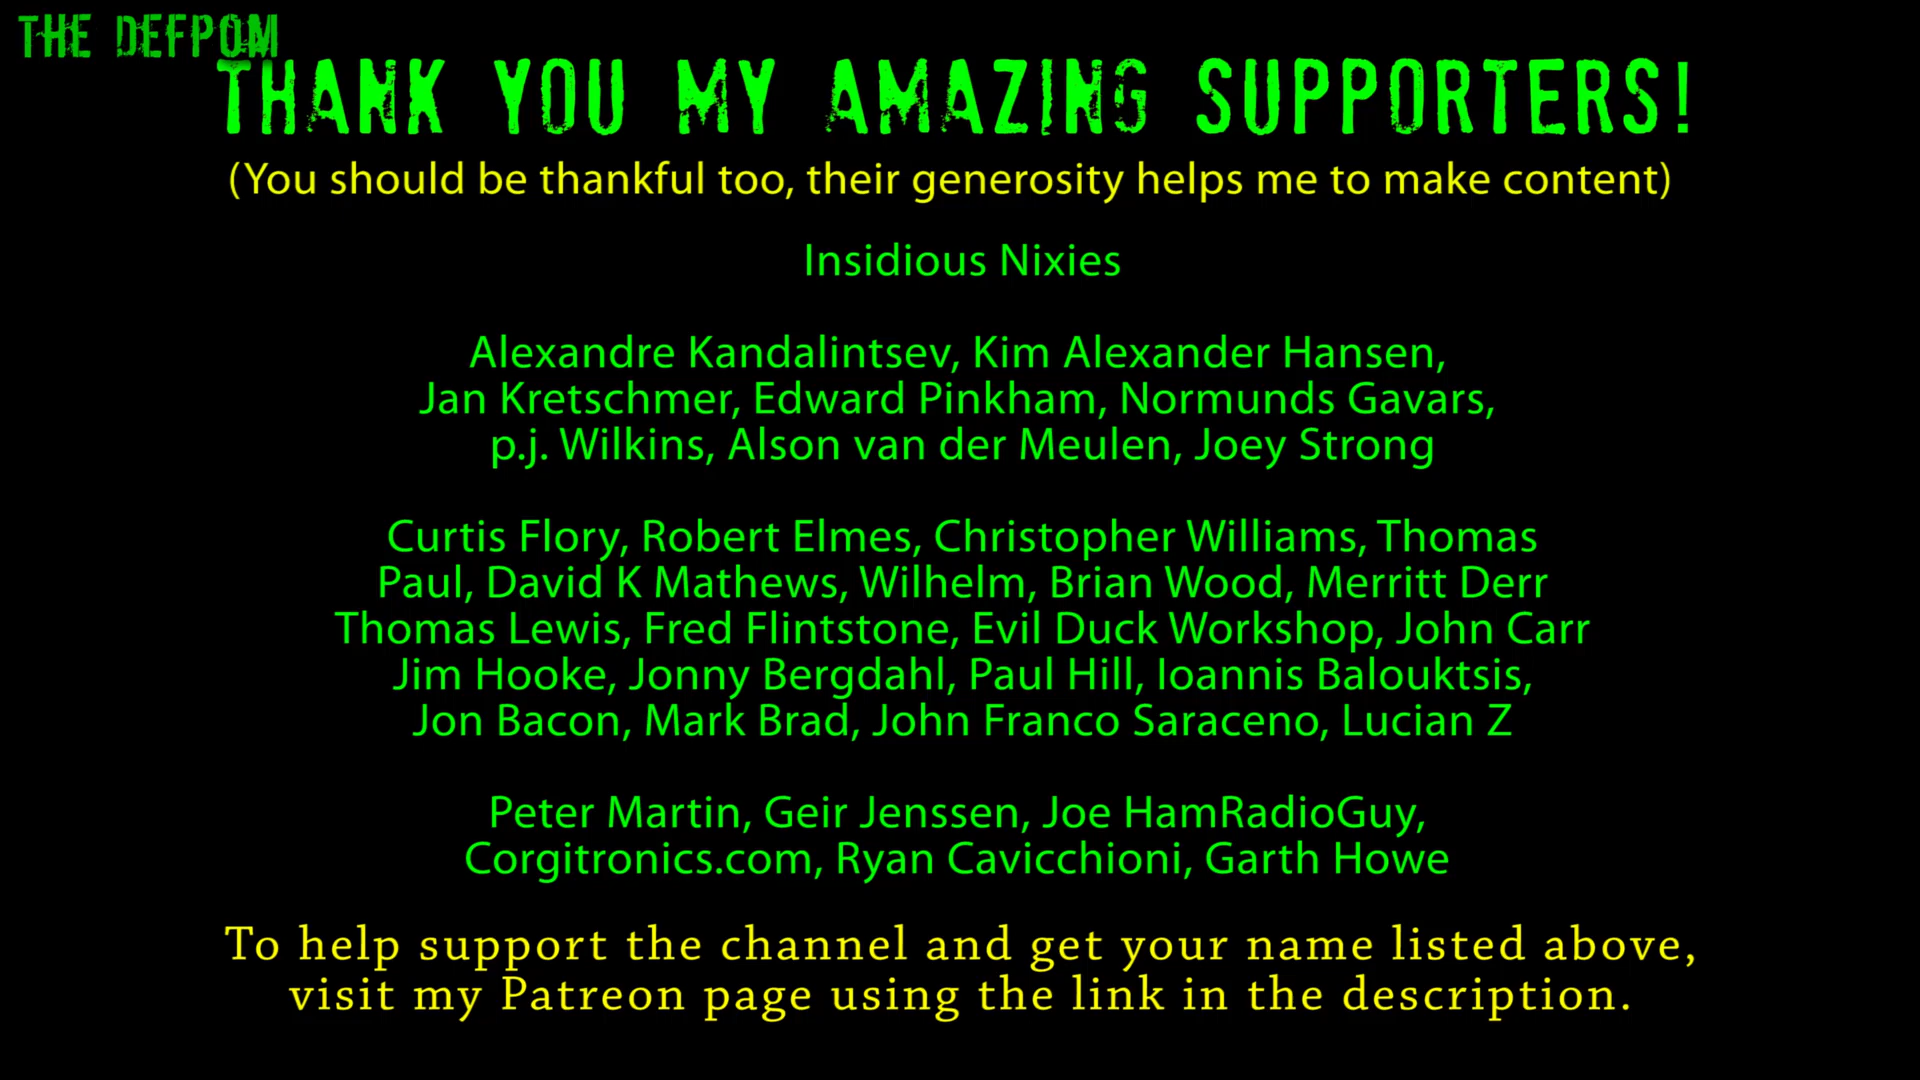 THE DEFPOM
THANK YOU MY AMAZING SUPPORTERS!
(You should be thankful too, their generosity helps me to make content)
Insidious Nixies
Alexandre Kandalintsev, Kim Alexander Hansen,
Jan Kretschmer, Edward Pinkham, Normunds Gavars,
p.j. Wilkins, Alson van der Meulen, Joey Strong
Curtis Flory, Robert Elmes, Christopher Williams, Thomas
Paul, David K Mathews, Wilhelm, Brian Wood, Merritt Derr
Thomas Lewis, Fred Flintstone, Evil Duck Workshop, John Carr
Jim Hooke, Jonny Bergdahl, Paul Hill, Ioannis Balouktsis,
Jon Bacon, Mark Brad, John Franco Saraceno, Lucian Z
Peter Martin, Geir Jenssen, Joe HamRadioGuy,
Corgitronics.com, Ryan Cavicchioni, Garth Howe
To help support the channel and get your name listed above,
visit my Patreon page using the link in the description.